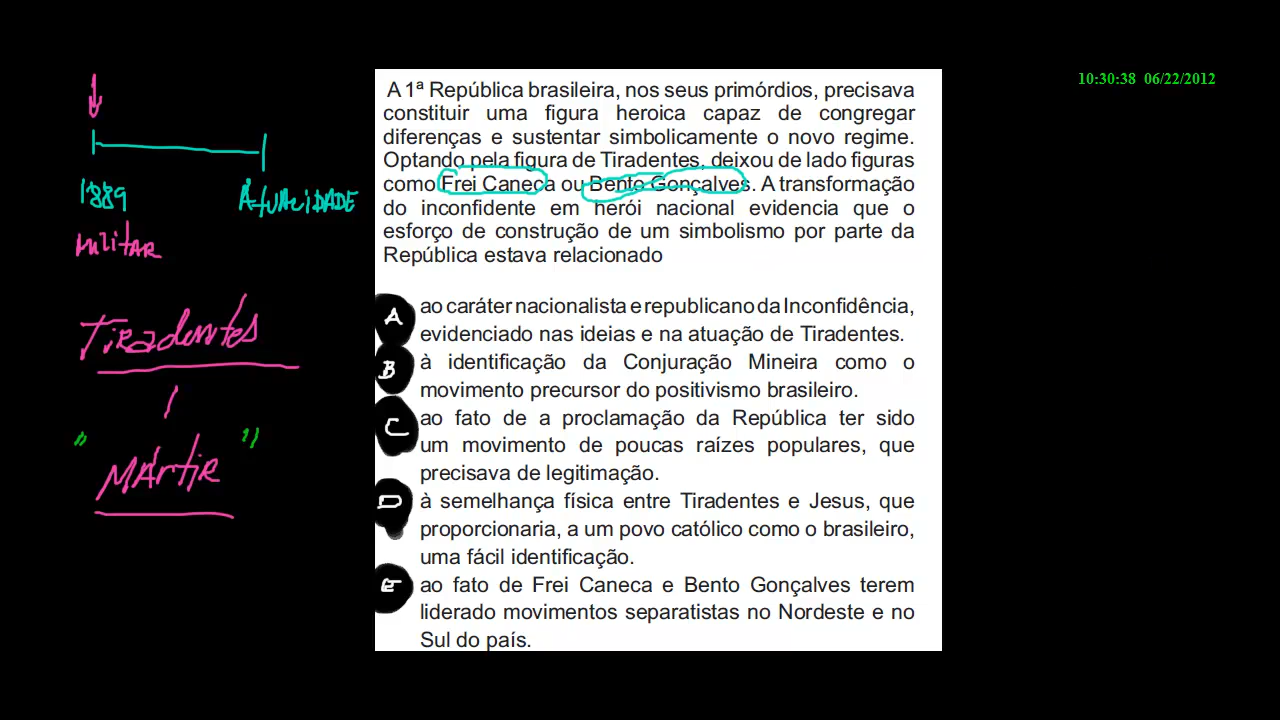 10:30:38 06/22/2012
1889
Atualidade
militar
Tiradentes
"Mártir"
A 1ª República brasileira, nos seus primórdios, precisava
constituir uma figura heroica capaz de congregar
diferenças e sustentar simbolicamente o novo regime.
Optando pela figura de Tiradentes, deixou de lado figuras
como Frei Caneca ou Bento Gonçalves. A transformação
do inconfidente em herói nacional evidencia que o
esforço de construção de um simbolismo por parte da
República estava relacionado
A ao caráter nacionalista e republicano da Inconfidência,
evidenciado nas ideias e na atuação de Tiradentes.
B à identificação da Conjuração Mineira como o
movimento precursor do positivismo brasileiro.
C ao fato de a proclamação da República ter sido
um movimento de poucas raízes populares, que
precisava de legitimação.
D à semelhança física entre Tiradentes e Jesus, que
proporcionaria, a um povo católico como o brasileiro,
uma fácil identificação.
E ao fato de Frei Caneca e Bento Gonçalves terem
liderado movimentos separatistas no Nordeste e no
Sul do país.